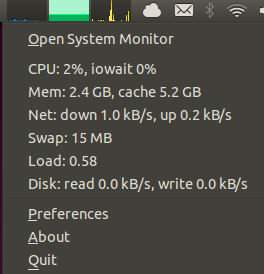 Open System Monitor
CPU: 2%, iowait 0%
Mem: 2.4 GB, cache 5.2 GB
Net: down 1.0 kB/s, up 0.2 kB/s
Swap: 15 MB
Load: 0.58
Disk: read 0.0 kB/s, write 0.0 kB/s
Preferences
About
Quit